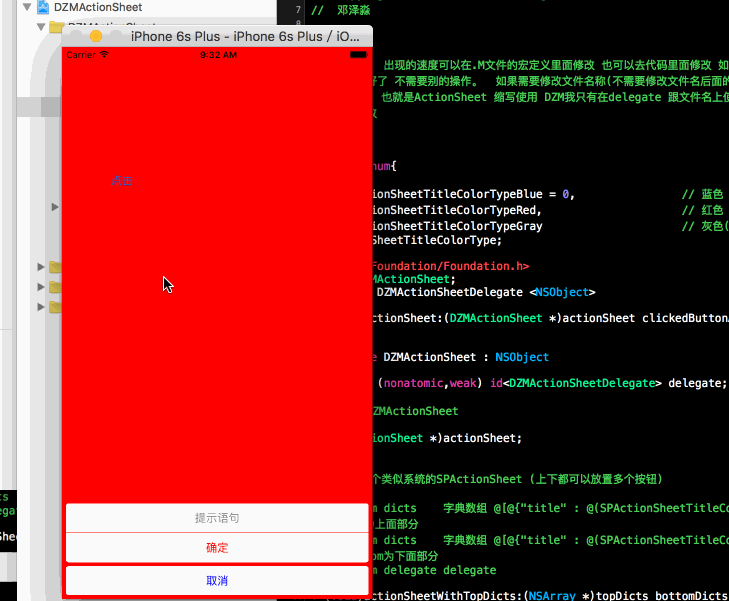 DZMActionSheet
7 // 邓泽淼
iPhone 6s Plus - iPhone 6s Plus / iO...
Carrier 9:32 AM
出现的速度可以在.M文件的宏定义里面修改 也可以去代码里面修改 如
好了 不需要别的操作。 如果需要修改文件名称(不需要修改文件名后面的
也就是ActionSheet 缩写使用 DZM我只有在delegate 跟文件名上使
点击
num{
ionSheetTitleColorTypeBlue = 0, // 蓝色
ionSheetTitleColorTypeRed, // 红色
ionSheetTitleColorTypeGray // 灰色(
SheetTitleColorType;
Foundation/Foundation.h>
MActionSheet;
DZMActionSheetDelegate <NSObject>
ctionSheet:(DZMActionSheet *)actionSheet clickedButtonA
e DZMActionSheet : NSObject
(nonatomic,weak) id<DZMActionSheetDelegate> delegate;
ZMActionSheet
ionSheet *)actionSheet;
个类似系统的SPActionSheet (上下都可以放置多个按钮)
m dicts 字典数组 @[@{"title" : @(SPActionSheetTitleCo
上面部分
m dicts 字典数组 @[@{"title" : @(SPActionSheetTitleCo
om为下面部分
m delegate delegate
ctionSheetWithTopDicts:(NSArray *)topDicts bottomDicts
提示语句
确定
取消